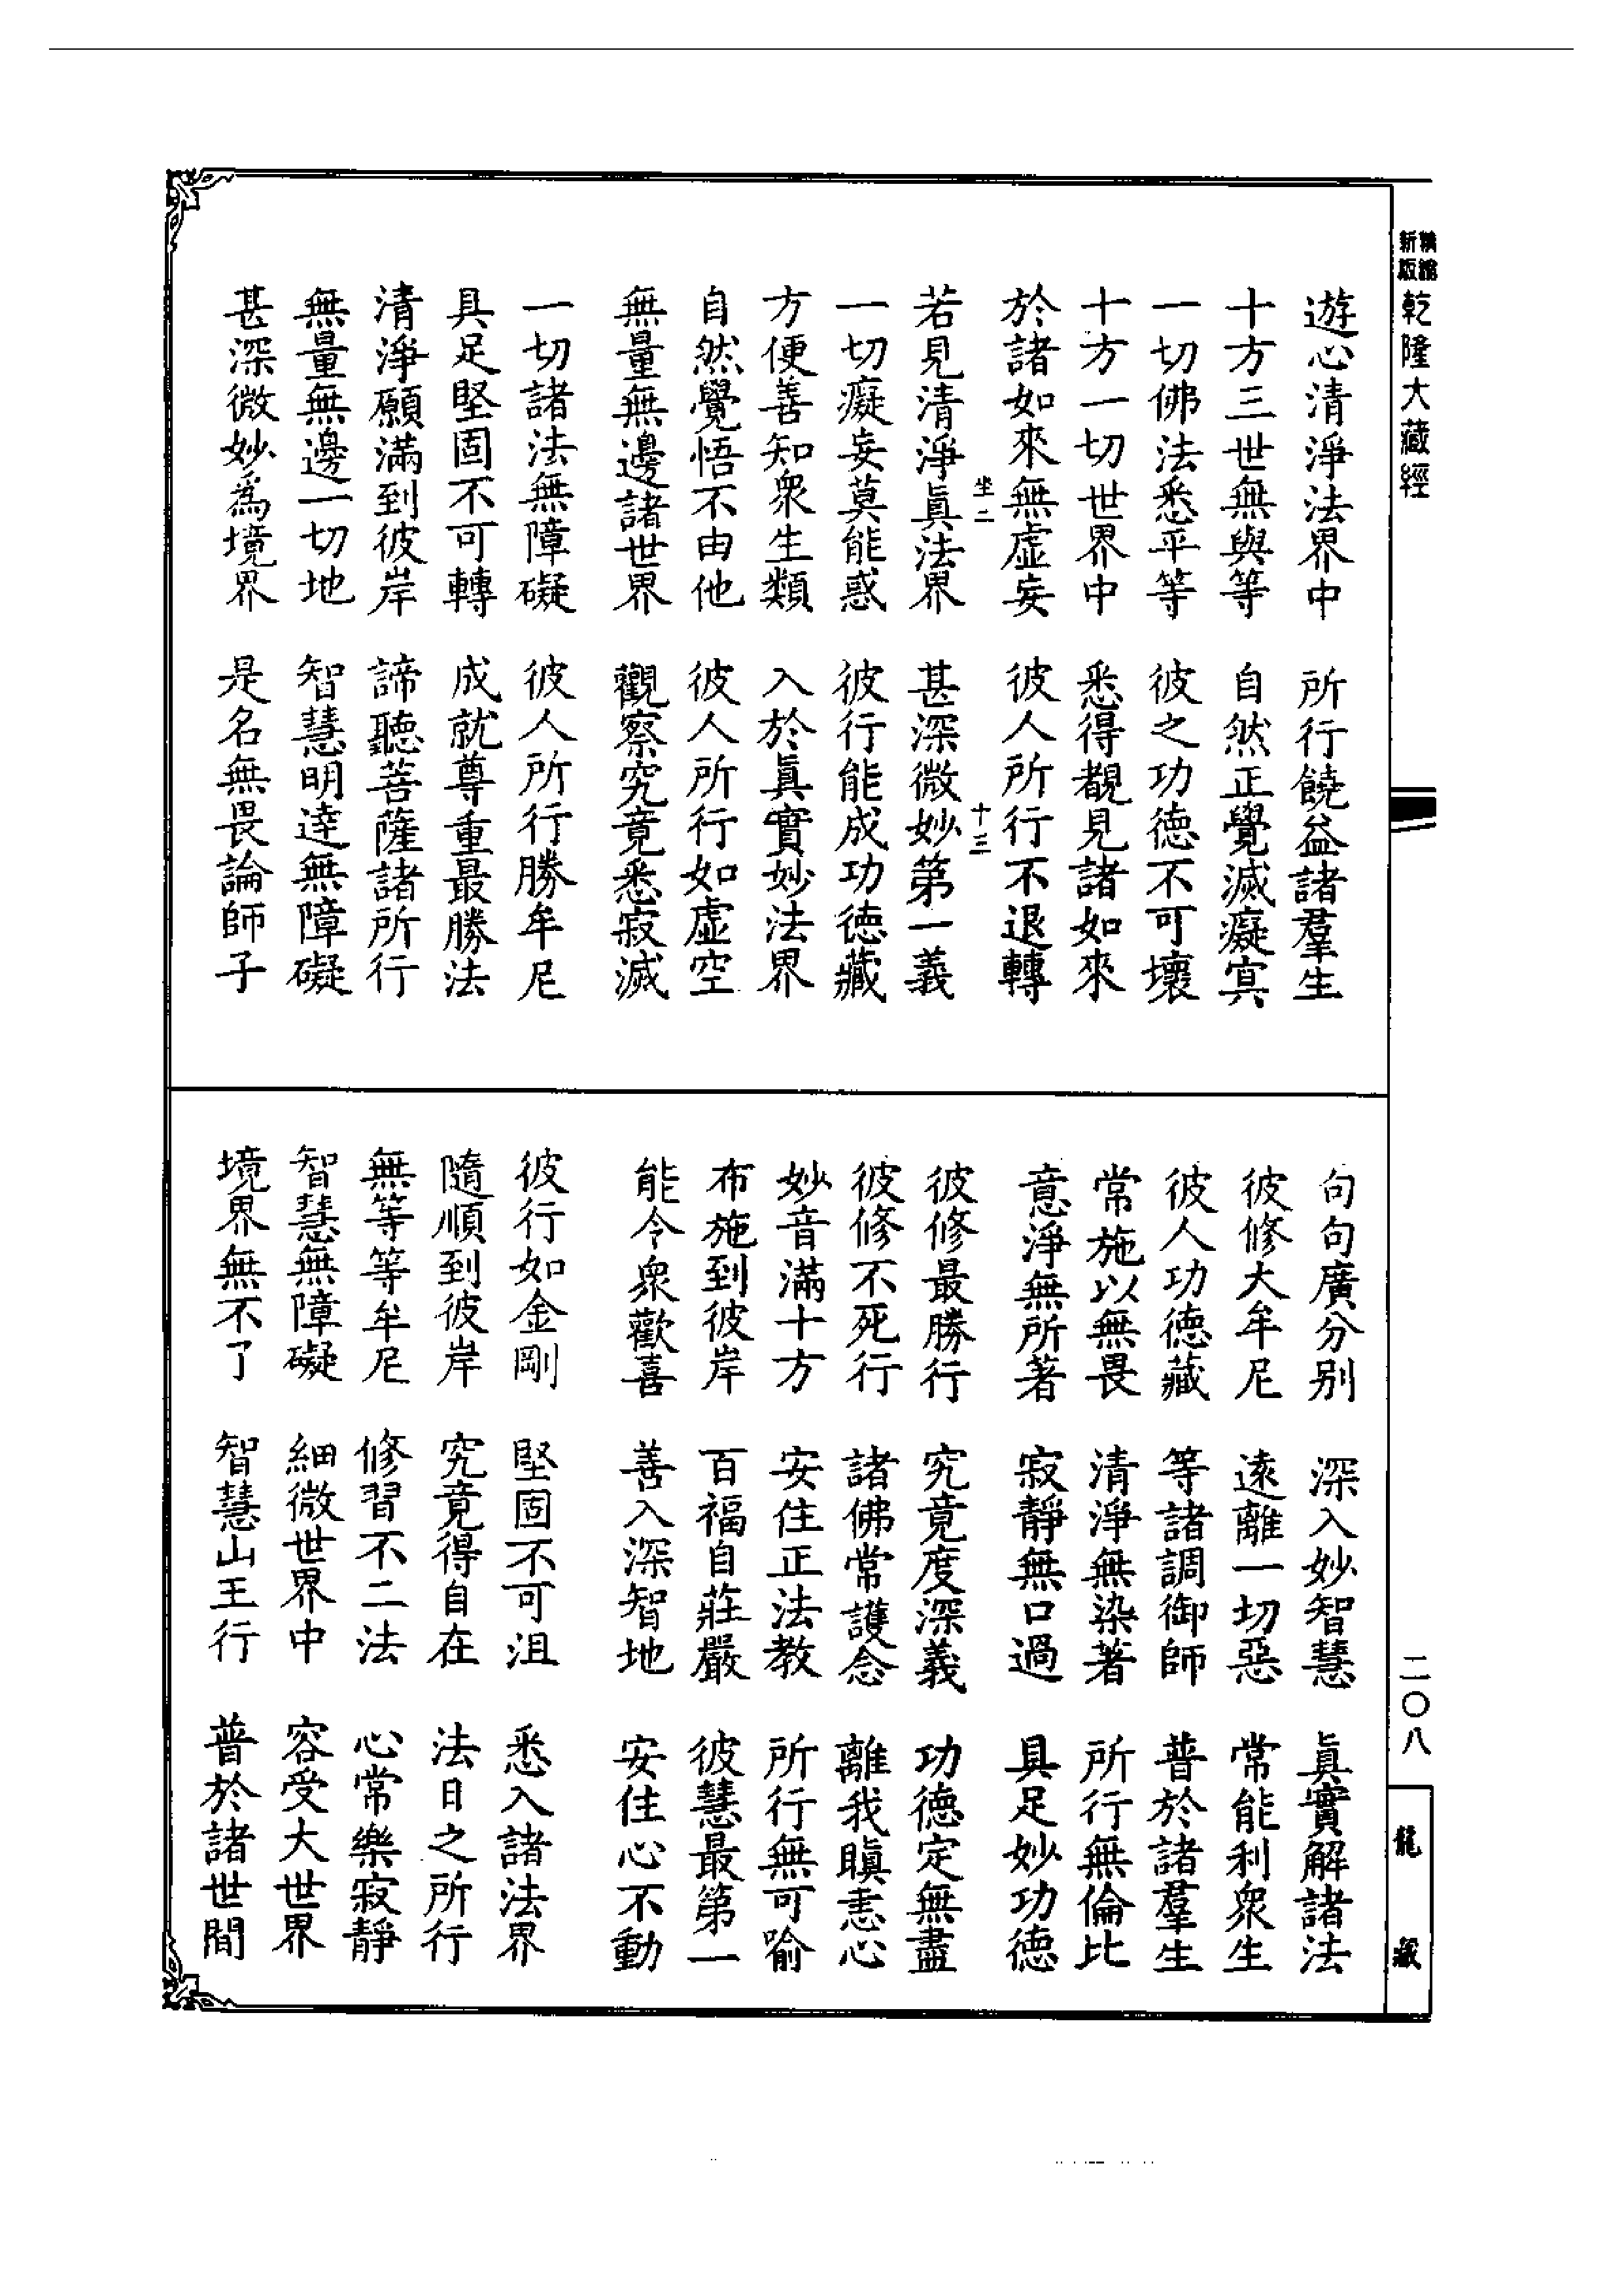 精縮新版
乾隆大藏經
遊心清淨法界中　所行饒益諸羣生
十方三世無與等　自然正覺滅癡冥
一切佛法悉平等　彼之功德不可壞
十方一切世界中　悉得覩見諸如來
於諸如來無虛妄　彼人所行不退轉
坐二　十三
若見清淨眞法界　甚深微妙第一義
一切癡妄莫能惑　彼行能成功德藏
方便善知衆生類　入於眞實妙法界
自然覺悟不由他　彼人所行如虛空
無量無邊諸世界　觀察究竟悉寂滅
一切諸法無障礙　彼人所行勝牟尼
具足堅固不可轉　成就尊重最勝法
清淨願滿到彼岸　諦聽菩薩諸所行
無量無邊一切地　智慧明達無障礙
甚深微妙為境界　是名無畏論師子
句句廣分別　深入妙智慧　眞實解諸法
彼修大牟尼　遠離一切惡　常能利衆生
彼人功德藏　等諸調御師　普於諸羣生
常施以無畏　清淨無染著　所行無倫比
意淨無所著　寂靜無口過　具足妙功德
彼修最勝行　究竟度深義　功德定無盡
彼修不死行　諸佛常護念　離我瞋恚心
妙音滿十方　安住正法教　所行無可喻
布施到彼岸　百福自莊嚴　彼慧最第一
能令衆歡喜　善入深智地　安住心不動
彼行如金剛　堅固不可沮　悉入諸法界
隨順到彼岸　究竟得自在　法日之所行
無等等牟尼　修習不二法　心常樂寂靜
智慧無障礙　細微世界中　容受大世界
境界無不了　智慧山王行　普於諸世間
二〇八
龍藏